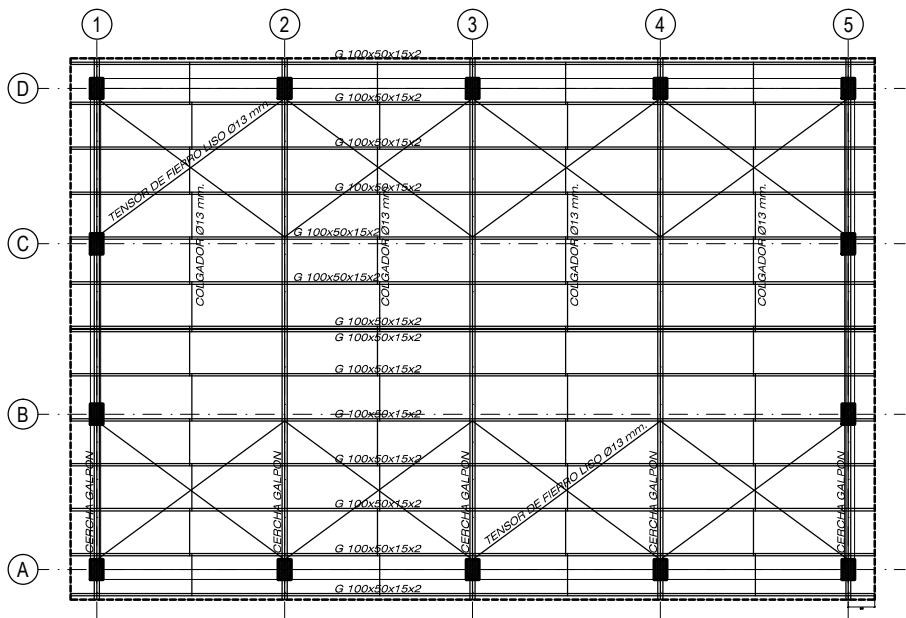 1 2 3 4 5
G 100x50x15x2
D
G 100x50x15x2
TENSOR DE FIERRO LISO Ø13 mm.
G 100x50x15x2
G 100x50x15x2
COLGADOR Ø13 mm.
COLGADOR Ø13 mm.
COLGADOR Ø13 mm.
COLGADOR Ø13 mm.
G 100x50x15x2
C
G 100x50x15x2
G 100x50x15x2
G 100x50x15x2
G 100x50x15x2
B
G 100x50x15x2
G 100x50x15x2
CERCHA GALPON
CERCHA GALPON
CERCHA GALPON
TENSOR DE FIERRO LISO Ø13 mm.
CERCHA GALPON
CERCHA GALPON
G 100x50x15x2
G 100x50x15x2
A
G 100x50x15x2